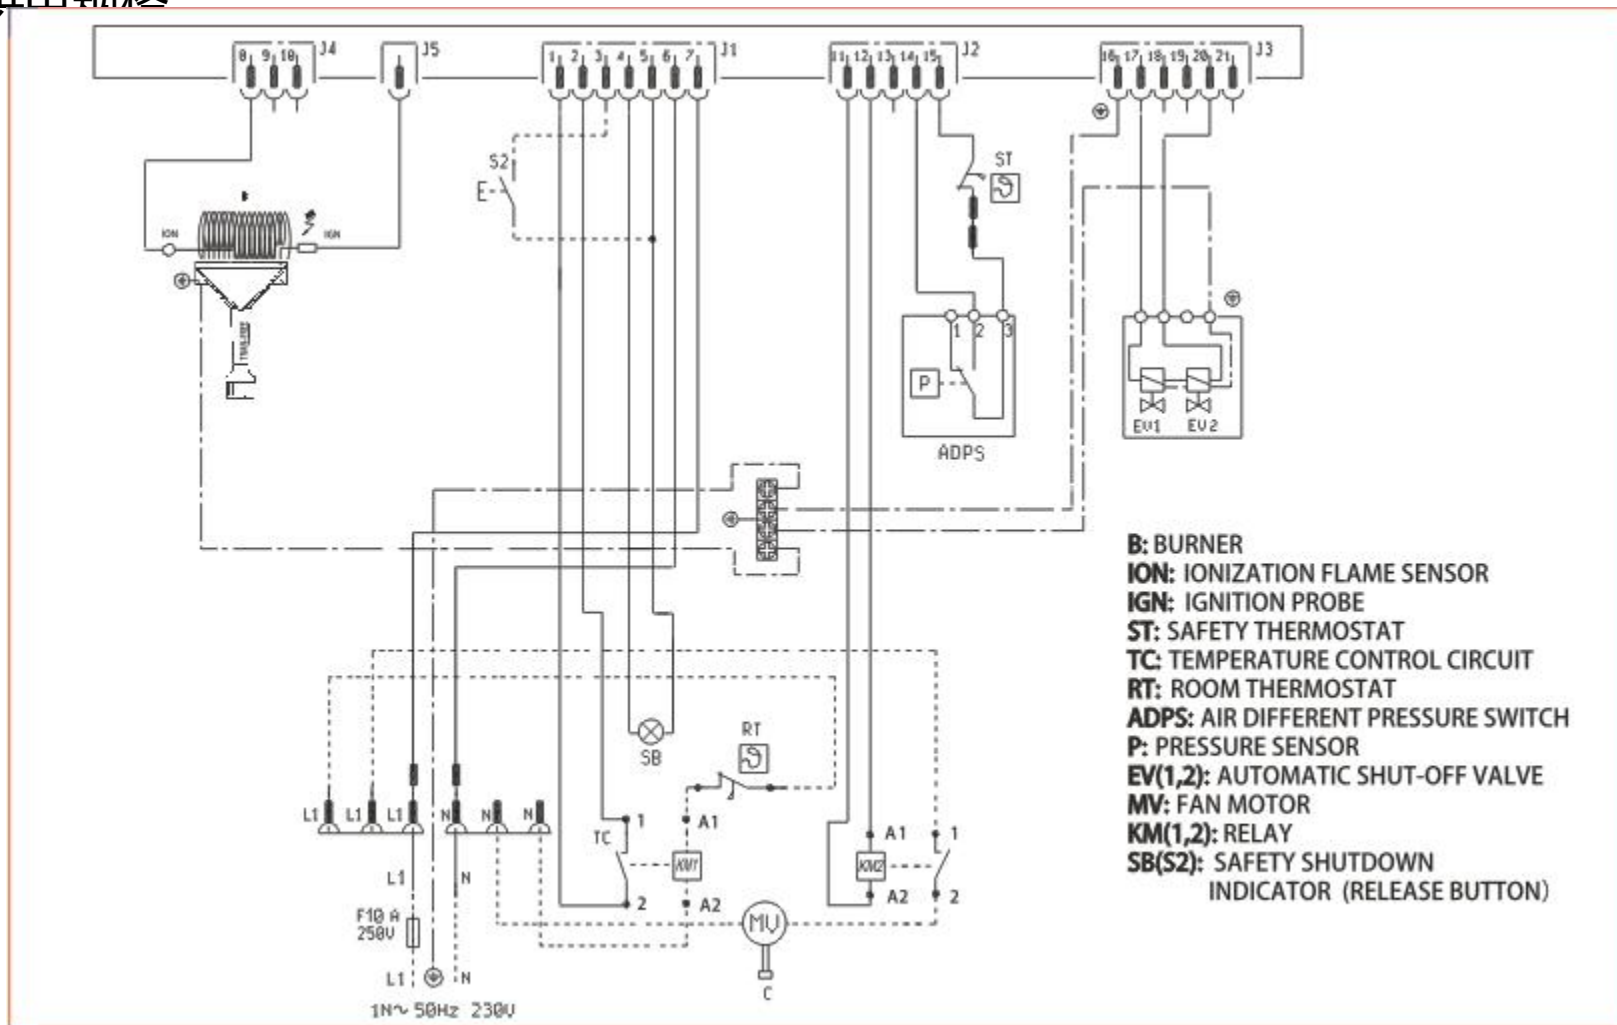 J4
J5
J1
J2
J3
8 9 10
1 2 3 4 5 6 7
11 12 13 14 15
16 17 18 19 20 21
S2
E
ST
ION
IGN
1 2 3
P
ADPS
EV1 EV2
B: BURNER
ION: IONIZATION FLAME SENSOR
IGN: IGNITION PROBE
ST: SAFETY THERMOSTAT
TC: TEMPERATURE CONTROL CIRCUIT
RT: ROOM THERMOSTAT
ADPS: AIR DIFFERENT PRESSURE SWITCH
P: PRESSURE SENSOR
EV(1,2): AUTOMATIC SHUT-OFF VALVE
MV: FAN MOTOR
KM(1,2): RELAY
SB(S2): SAFETY SHUTDOWN
INDICATOR (RELEASE BUTTON)
SB
RT
L1 L1 L1 N N N
TC
1
2
A1
KM1
A2
A1
KM2
A2
1
2
L1 N
F10 A
250V
MV
C
L1 N
1N~ 50Hz 230V